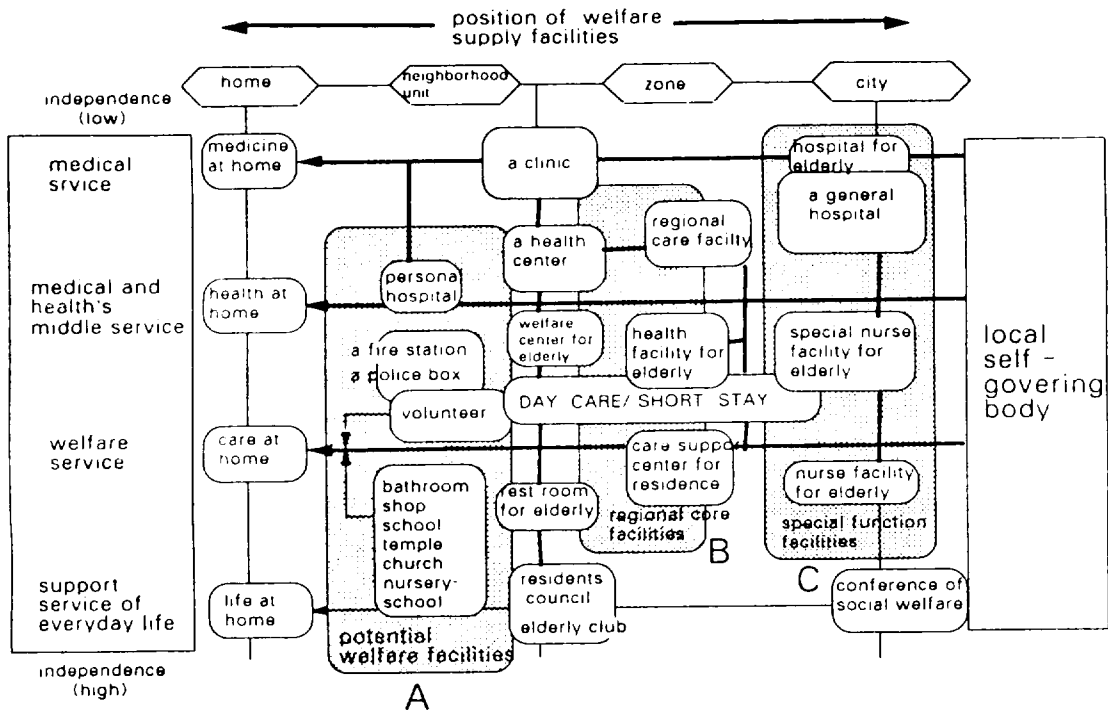 position of welfare
supply facilities
home
neighborhood
unit
zone
city
independence
(low)
medical
srvice
medical and
health's
middle service
welfare
service
support
service of
everyday life
independence
(high)
medicine
at home
health at
home
care at
home
life at
home
personal
hospital
a fire station
a police box
volunteer
bathroom
shop
school
temple
church
nursery-
school
potential
welfare facilities
A
a clinic
a health
center
welfare
center for
elderly
DAY CARE/ SHORT STAY
rest room
for elderly
residents
council
elderly club
regional
care facilty
health
facility for
elderly
care suppo
center for
residence
regional core
facilities
B
hospital for
elderly
a general
hospital
special nurse
facility for
elderly
nurse facility
for elderly
special function
facilities
C
conference of
social welfare
local
self -
govering
body